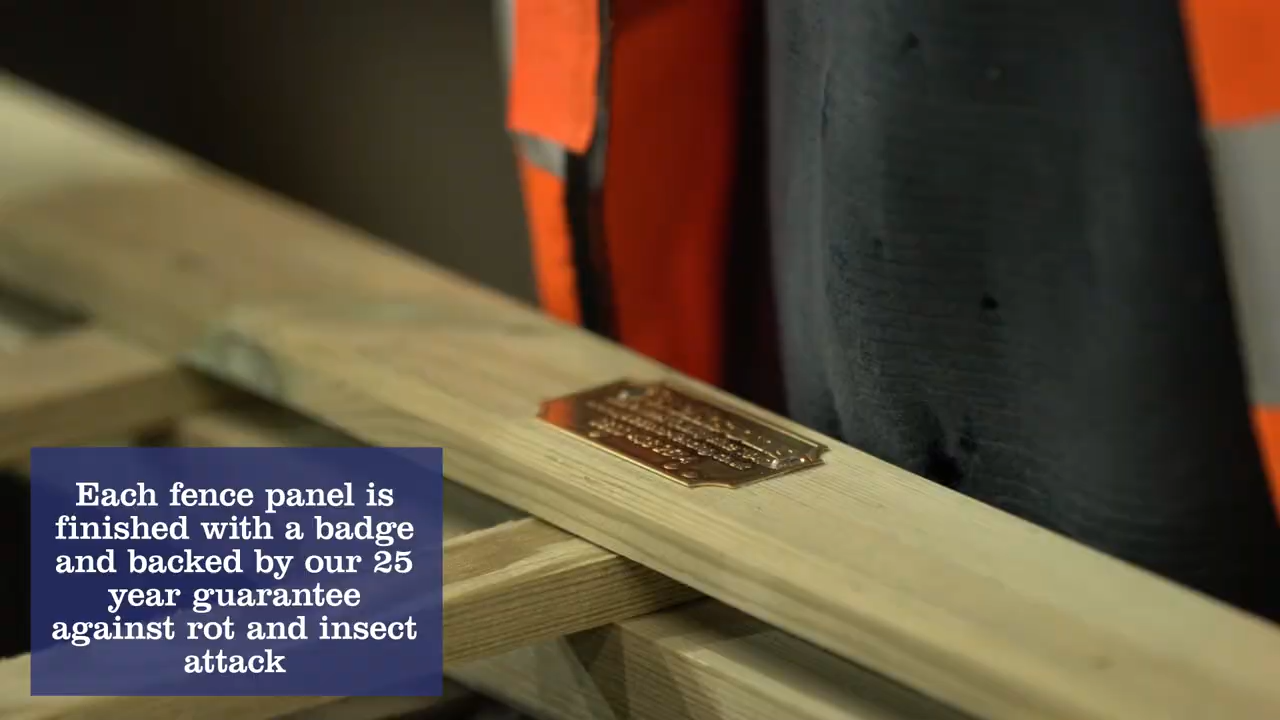 Each fence panel is
finished with a badge
and backed by our 25
year guarantee
against rot and insect
attack